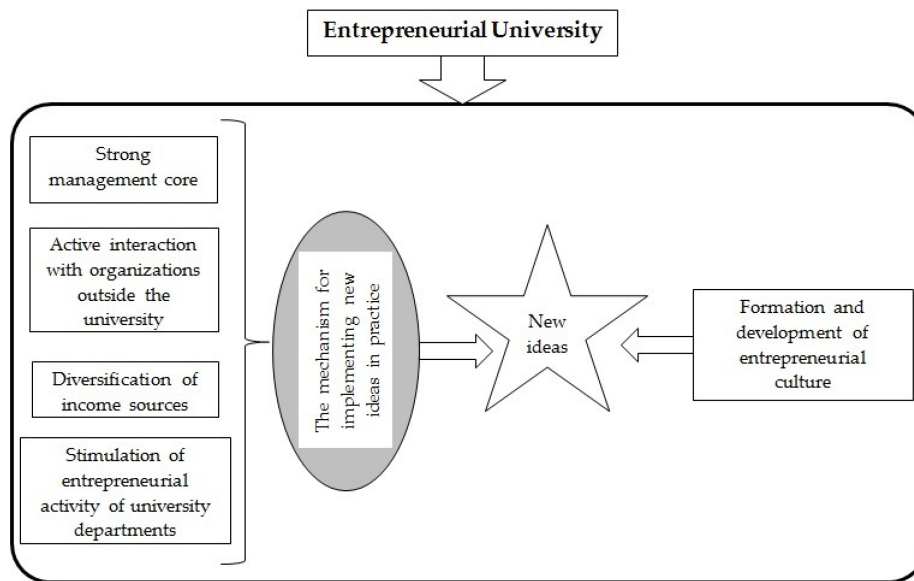 Entrepreneurial University
Strong
management core
Active interaction
with organizations
outside the
university
Diversification of
income sources
Stimulation of
entrepreneurial
activity of university
departments
The mechanism for
implementing new
ideas in practice
New
ideas
Formation and
development of
entrepreneurial
culture